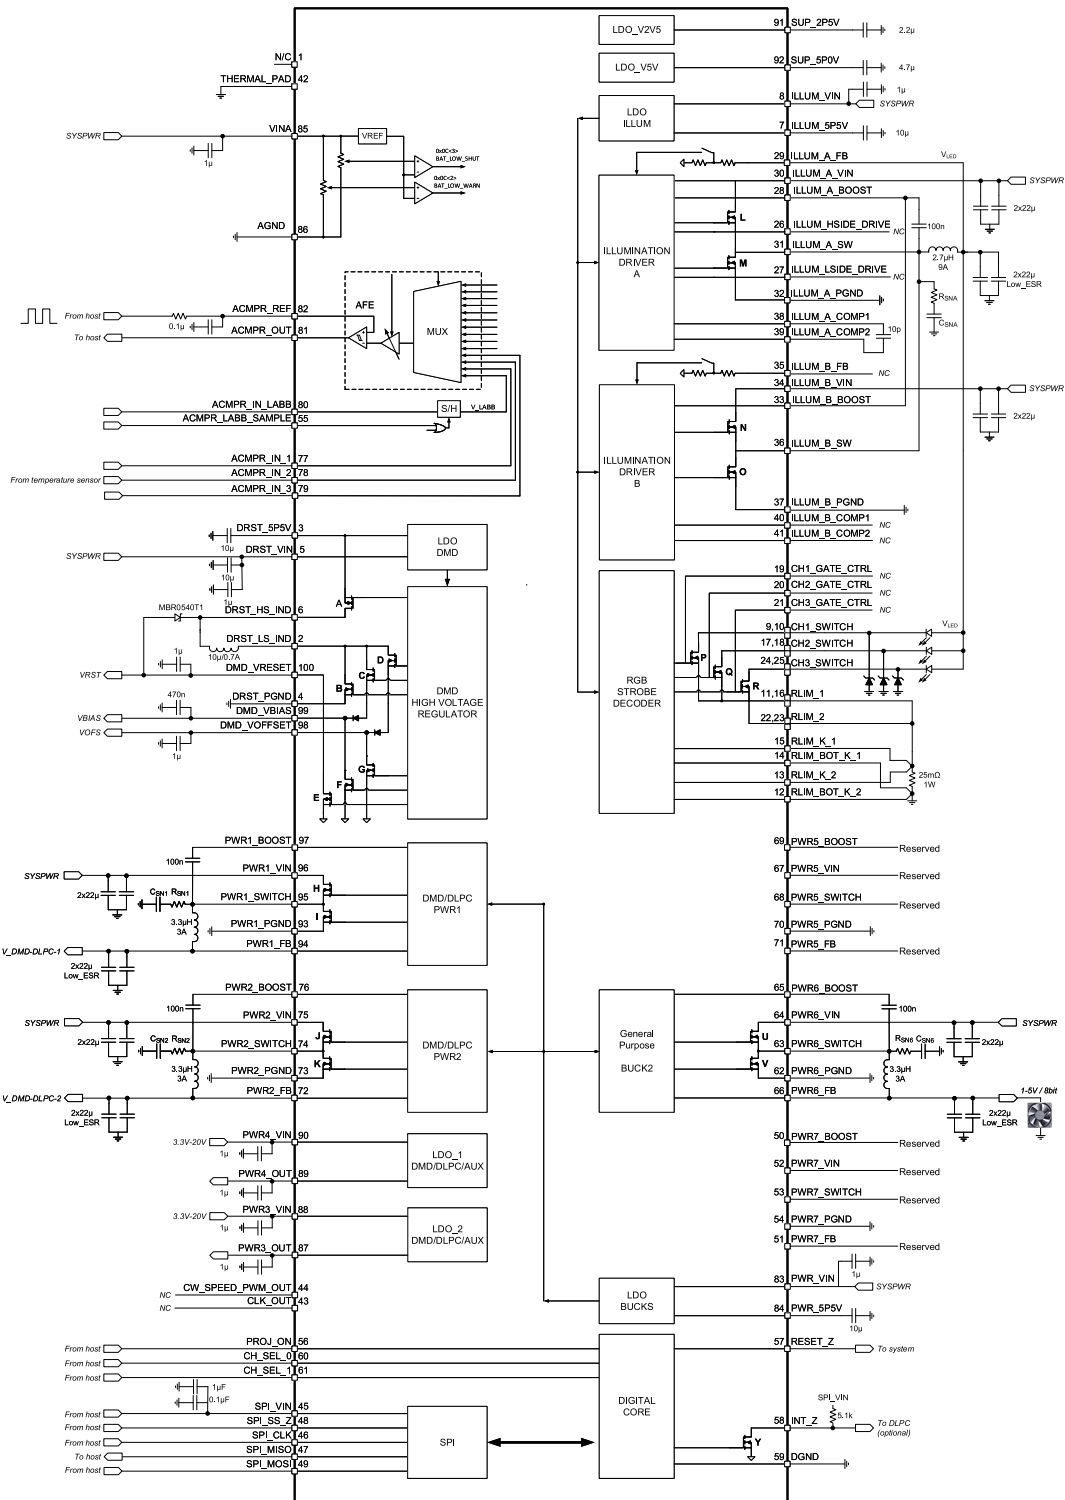 N/C 1
THERMAL_PAD 42
SYSPWR VINA 85
1µ
VREF
0x0C<3>
BAT_LOW_SHUT
0x0C<2>
BAT_LOW_WARN
AGND 86
AFE
MUX
From host ACMPR_REF 82
0.1µ
To host ACMPR_OUT 81
ACMPR_IN_LABB 80
S/H
V_LABB
ACMPR_LABB_SAMPLE 55
ACMPR_IN_1 77
From temperature sensor ACMPR_IN_2 78
ACMPR_IN_3 79
DRST_5P5V 3
10µ
LDO
DMD
SYSPWR DRST_VIN 5
10µ
1µ
MBR0540T1
DRST_HS_IND 6
A
DRST_LS_IND 2
10µ/0.7A
1µ
VRST DMD_VRESET 100
470n
DRST_PGND 4
VBIAS DMD_VBIAS 99
VOFS DMD_VOFFSET 98
1µ
D
C
B
G
F
E
DMD
HIGH VOLTAGE
REGULATOR
PWR1_BOOST 97
100n
SYSPWR PWR1_VIN 96
2x22µ
CSN1 RSN1
PWR1_SWITCH 95
3.3µH
3A
PWR1_PGND 93
V_DMD-DLPC-1 PWR1_FB 94
2x22µ
Low_ESR
H
I
DMD/DLPC
PWR1
PWR2_BOOST 76
100n
SYSPWR PWR2_VIN 75
2x22µ
CSN2 RSN2
PWR2_SWITCH 74
3.3µH
3A
PWR2_PGND 73
V_DMD-DLPC-2 PWR2_FB 72
2x22µ
Low_ESR
J
K
DMD/DLPC
PWR2
3.3V-20V PWR4_VIN 90
1µ
PWR4_OUT 89
1µ
LDO_1
DMD/DLPC/AUX
3.3V-20V PWR3_VIN 88
1µ
PWR3_OUT 87
1µ
LDO_2
DMD/DLPC/AUX
NC CW_SPEED_PWM_OUT 44
NC CLK_OUT 43
From host PROJ_ON 56
From host CH_SEL_0 60
From host CH_SEL_1 61
1µF
0.1µF
From host SPI_VIN 45
From host SPI_SS_Z 48
From host SPI_CLK 46
To host SPI_MISO 47
From host SPI_MOSI 49
SPI
LDO_V2V5
91 SUP_2P5V
2.2µ
LDO_V5V
92 SUP_5P0V
4.7µ
1µ
LDO
ILLUM
8 ILLUM_VIN SYSPWR
7 ILLUM_5P5V
10µ
29 ILLUM_A_FB
VLED
30 ILLUM_A_VIN SYSPWR
28 ILLUM_A_BOOST
2x22µ
100n
L
26 ILLUM_HSIDE_DRIVE NC
31 ILLUM_A_SW
2.7µH
9A
M
27 ILLUM_LSIDE_DRIVE NC
2x22µ
Low_ESR
32 ILLUM_A_PGND
RSNA
CSNA
38 ILLUM_A_COMP1
39 ILLUM_A_COMP2
10p
ILLUMINATION
DRIVER
A
35 ILLUM_B_FB NC
34 ILLUM_B_VIN SYSPWR
33 ILLUM_B_BOOST
2x22µ
N
36 ILLUM_B_SW
O
37 ILLUM_B_PGND
40 ILLUM_B_COMP1 NC
41 ILLUM_B_COMP2 NC
ILLUMINATION
DRIVER
B
19 CH1_GATE_CTRL NC
20 CH2_GATE_CTRL NC
21 CH3_GATE_CTRL NC
9,10 CH1_SWITCH
VLED
17,18 CH2_SWITCH
24,25 CH3_SWITCH
P
Q
R
11,16 RLIM_1
22,23 RLIM_2
15 RLIM_K_1
14 RLIM_BOT_K_1
13 RLIM_K_2
12 RLIM_BOT_K_2
25mΩ
1W
RGB
STROBE
DECODER
69 PWR5_BOOST Reserved
67 PWR5_VIN Reserved
68 PWR5_SWITCH Reserved
70 PWR5_PGND
71 PWR5_FB Reserved
65 PWR6_BOOST
100n
64 PWR6_VIN SYSPWR
2x22µ
63 PWR6_SWITCH
RSN6 CSN6
3.3µH
3A
62 PWR6_PGND
66 PWR6_FB
1-5V / 8bit
2x22µ
Low_ESR
U
V
General
Purpose
BUCK2
50 PWR7_BOOST Reserved
52 PWR7_VIN Reserved
53 PWR7_SWITCH Reserved
54 PWR7_PGND
51 PWR7_FB Reserved
83 PWR_VIN SYSPWR
1µ
84 PWR_5P5V
10µ
LDO
BUCKS
57 RESET_Z To system
DIGITAL
CORE
SPI_VIN
5.1k
58 INT_Z To DLPC
(optional)
Y
59 DGND